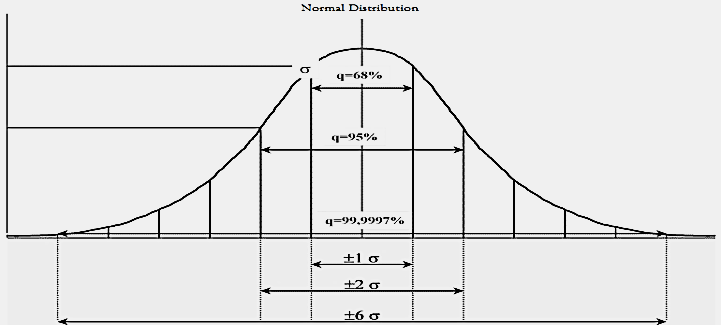 Normal Distribution
σ
q=68%
q=95%
q=99,9997%
±1 σ
±2 σ
±6 σ